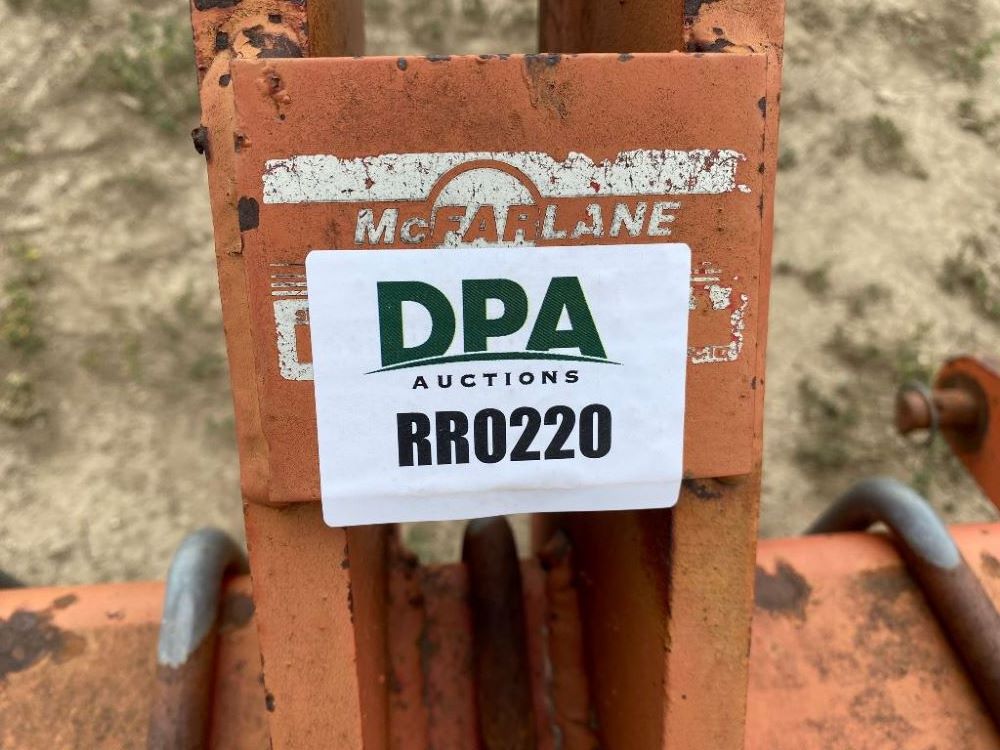 McFARLANE
DPA
AUCTIONS
RR0220